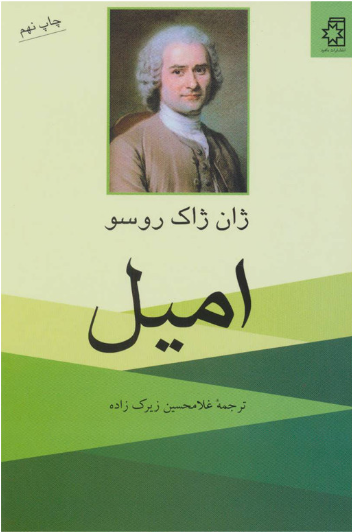 چاپ نهم
ژان ژاک روسو
امیل
ترجمهٔ غلامحسین زیرک زاده